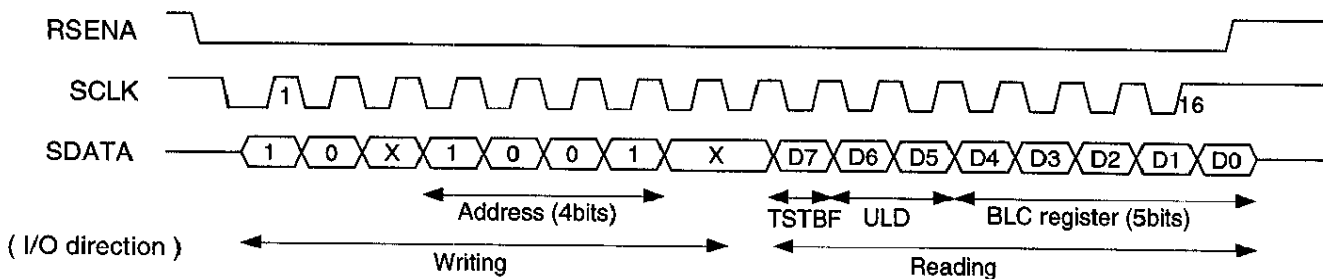 RSENA
SCLK 1 16
SDATA 1 0 X 1 0 0 1 X D7 D6 D5 D4 D3 D2 D1 D0
Address (4bits) TSTBF ULD BLC register (5bits)
( I/O direction ) Writing Reading